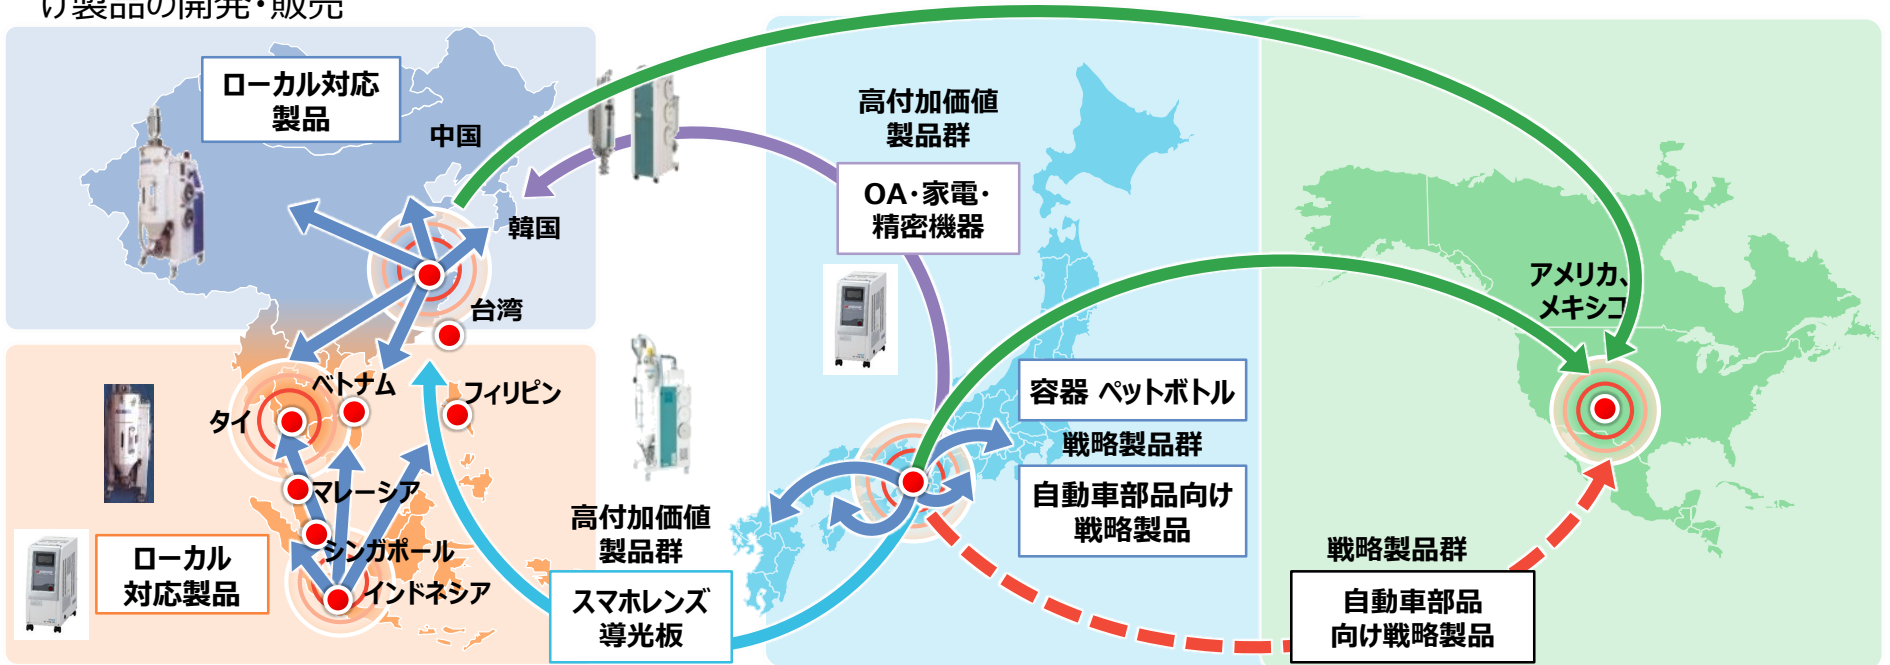 け製品の開発・販売
ローカル対応
製品
中国
韓国
台湾
高付加価値
製品群
OA・家電・
精密機器
アメリカ、
メキシコ
ベトナム
フィリピン
タイ
マレーシア
シンガポール
インドネシア
ローカル
対応製品
容器 ペットボトル
戦略製品群
自動車部品向け
戦略製品
高付加価値
製品群
スマホレンズ
導光板
戦略製品群
自動車部品
向け戦略製品